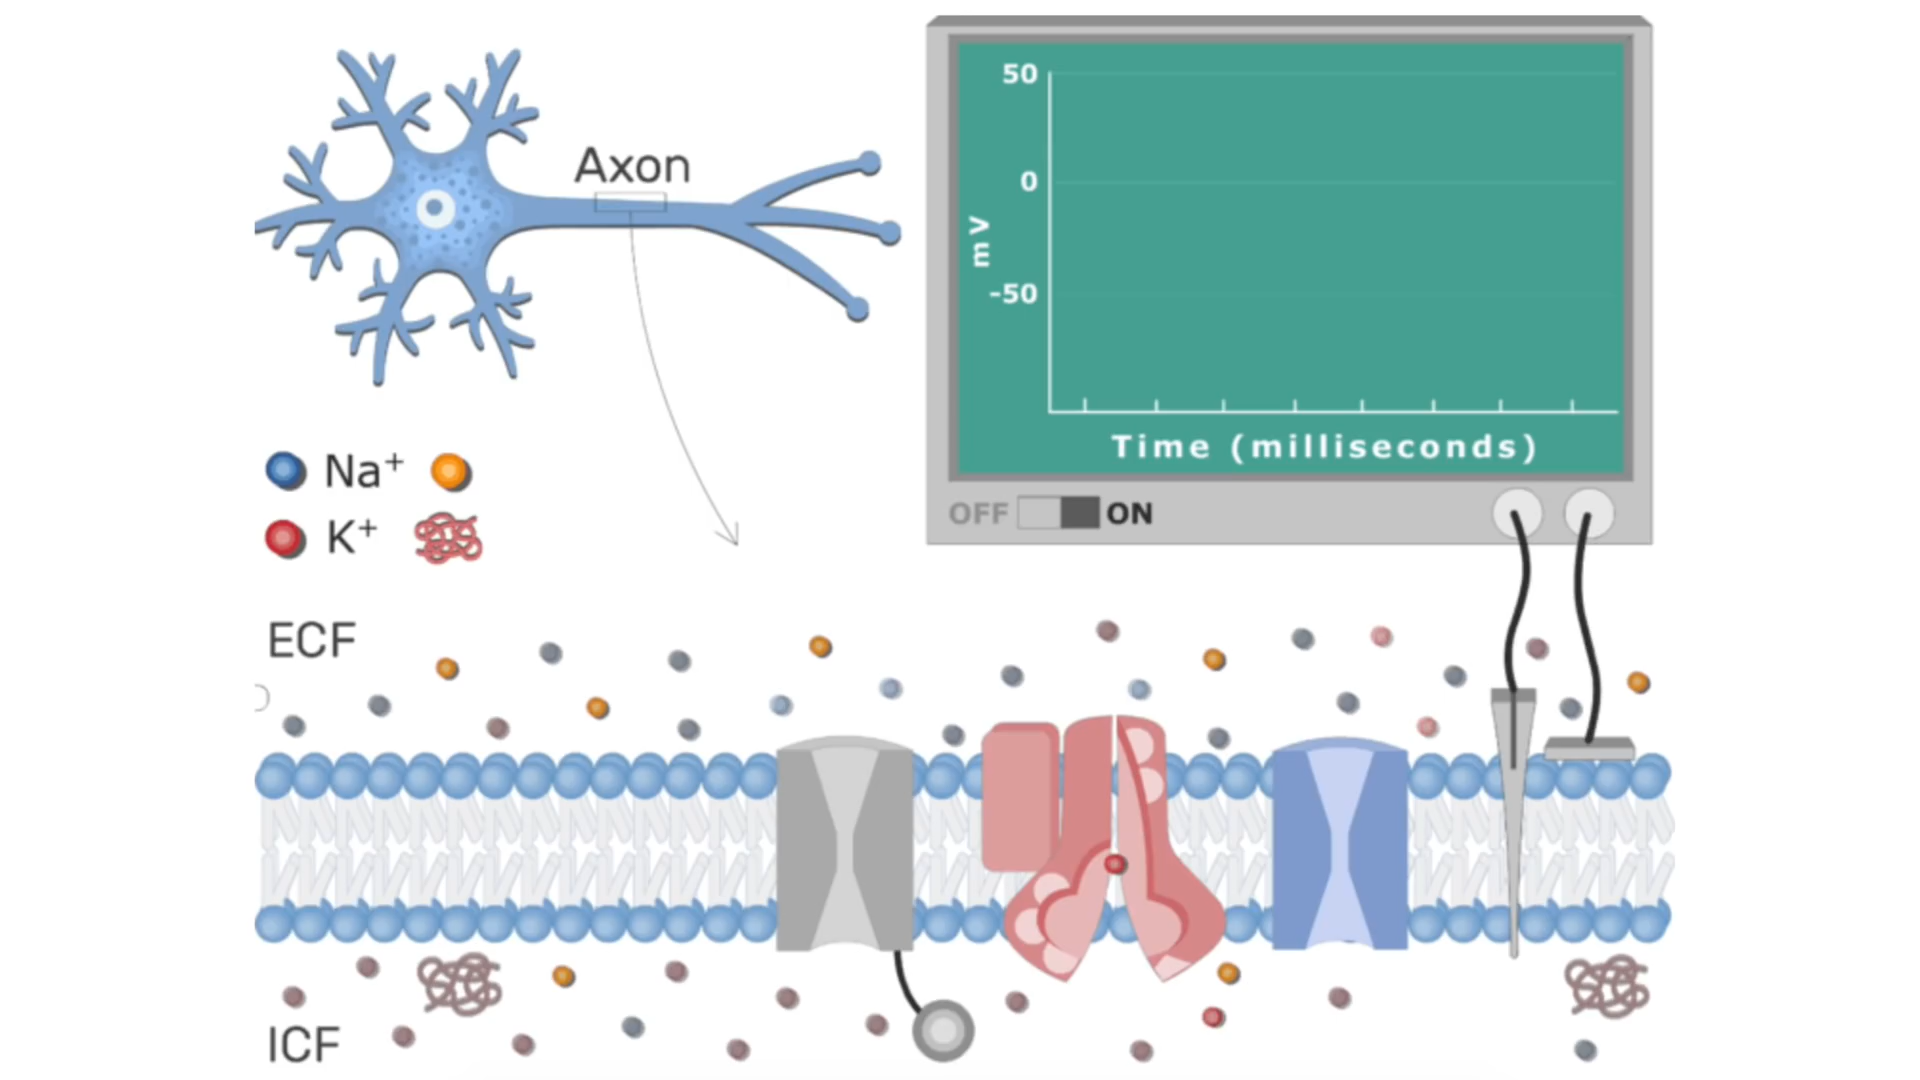 Axon
50
0
mV
-50
Time (milliseconds)
OFF ON
Na⁺
K⁺
ECF
ICF